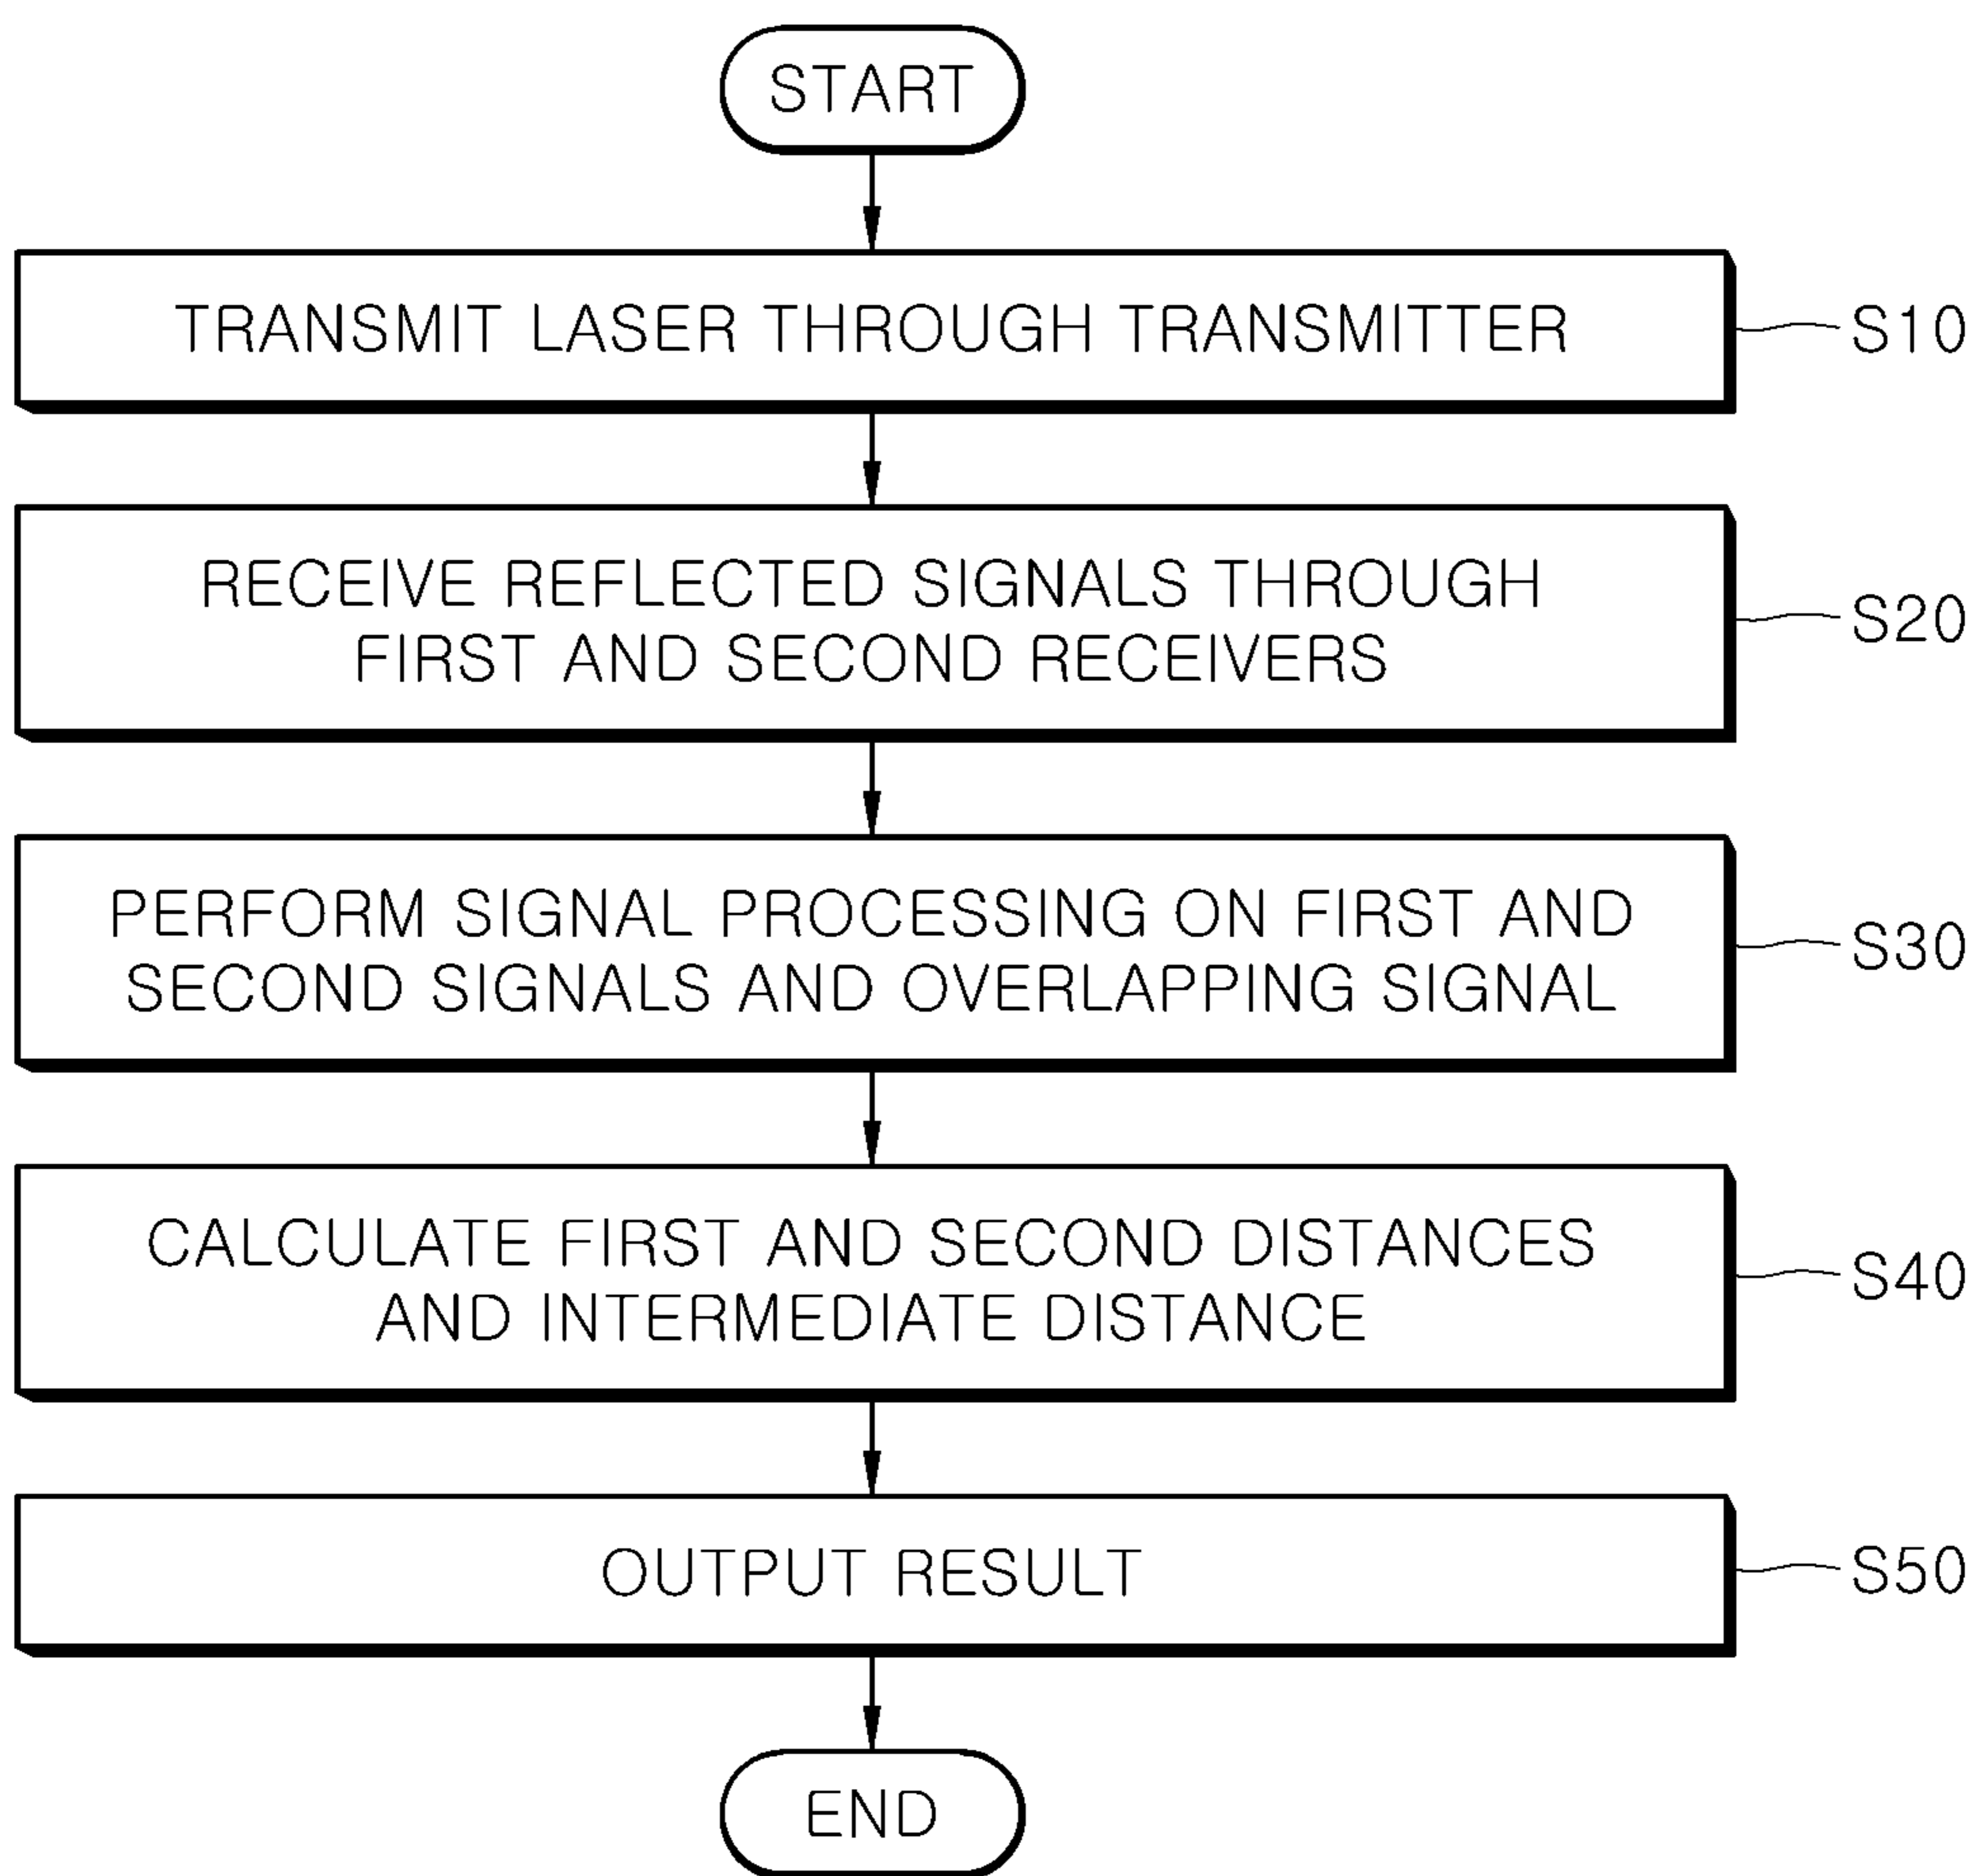 START
TRANSMIT LASER THROUGH TRANSMITTER
S10
RECEIVE REFLECTED SIGNALS THROUGH
FIRST AND SECOND RECEIVERS
S20
PERFORM SIGNAL PROCESSING ON FIRST AND
SECOND SIGNALS AND OVERLAPPING SIGNAL
S30
CALCULATE FIRST AND SECOND DISTANCES
AND INTERMEDIATE DISTANCE
S40
OUTPUT RESULT
S50
END